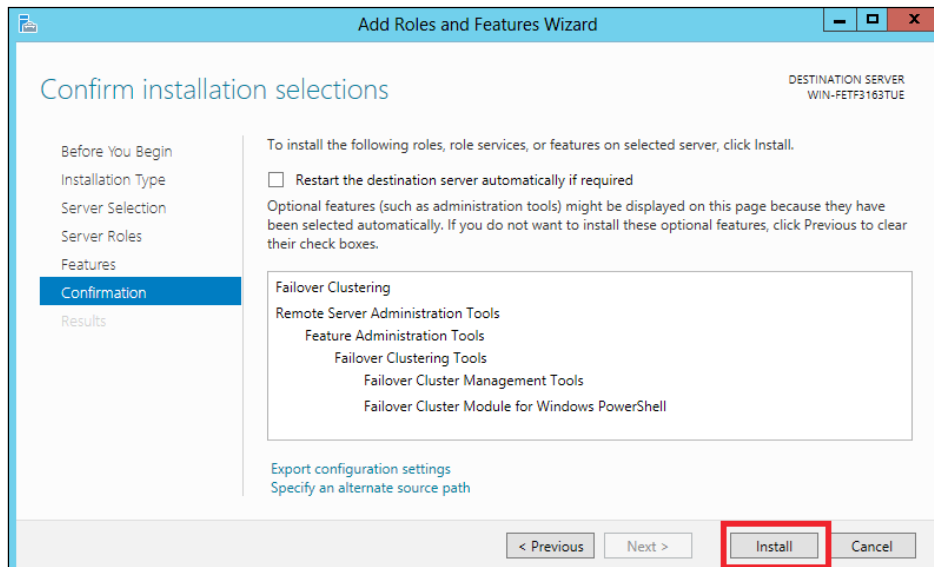 Add Roles and Features Wizard
Confirm installation selections
DESTINATION SERVER
WIN-FETF3163TUE
Before You Begin
Installation Type
Server Selection
Server Roles
Features
Confirmation
Results
To install the following roles, role services, or features on selected server, click Install.
Restart the destination server automatically if required
Optional features (such as administration tools) might be displayed on this page because they have
been selected automatically. If you do not want to install these optional features, click Previous to clear
their check boxes.
Failover Clustering
Remote Server Administration Tools
Feature Administration Tools
Failover Clustering Tools
Failover Cluster Management Tools
Failover Cluster Module for Windows PowerShell
Export configuration settings
Specify an alternate source path
< Previous
Next >
Install
Cancel